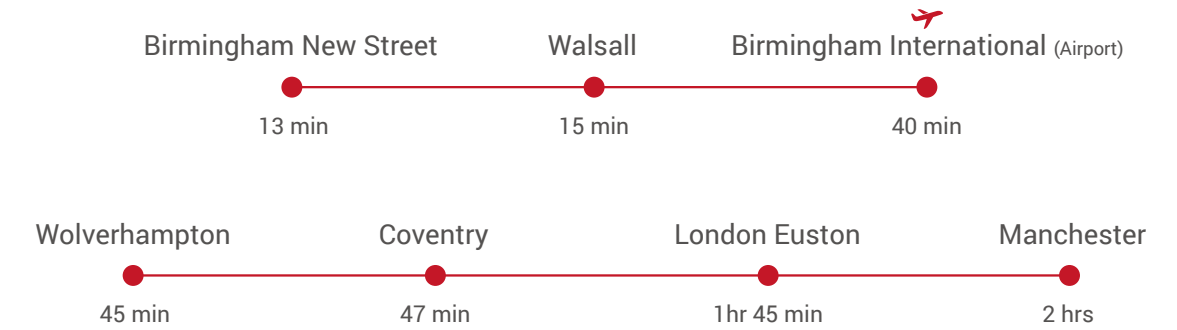 Birmingham New Street Walsall Birmingham International (Airport)
13 min 15 min 40 min
Wolverhampton Coventry London Euston Manchester
45 min 47 min 1hr 45 min 2 hrs